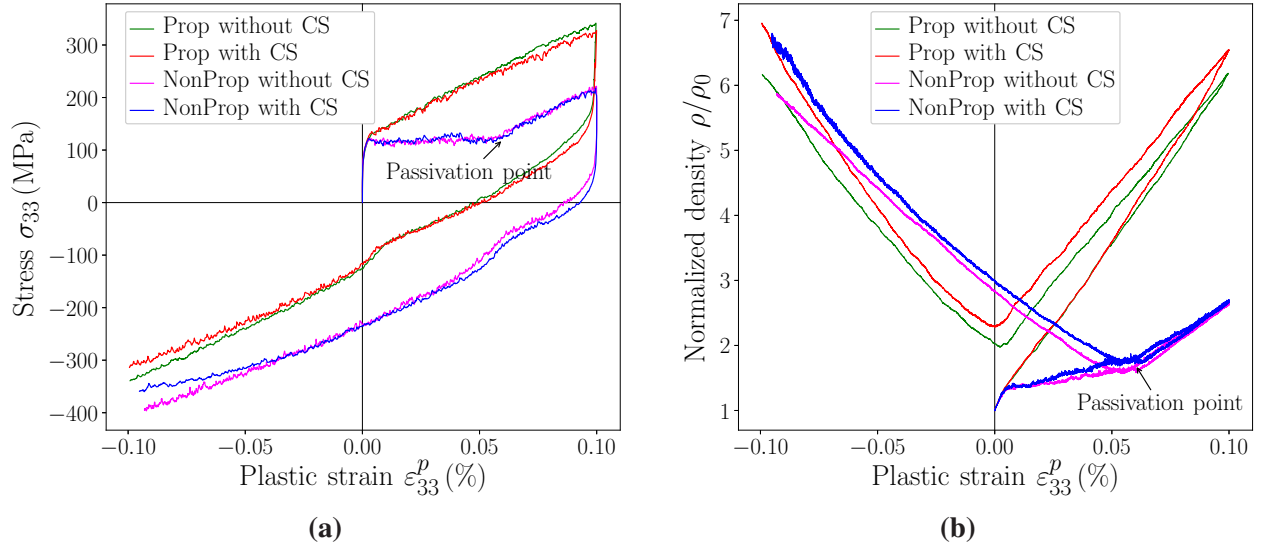 Prop without CS
Prop with CS
NonProp without CS
NonProp with CS
Passivation point
300
200
100
0
−100
−200
−300
−400
Stress σ33 (MPa)
−0.10
−0.05
0.00
0.05
0.10
Plastic strain ε^p_33 (%)
(a)
Prop without CS
Prop with CS
NonProp without CS
NonProp with CS
Passivation point
7
6
5
4
3
2
1
Normalized density ρ/ρ0
−0.10
−0.05
0.00
0.05
0.10
Plastic strain ε^p_33 (%)
(b)